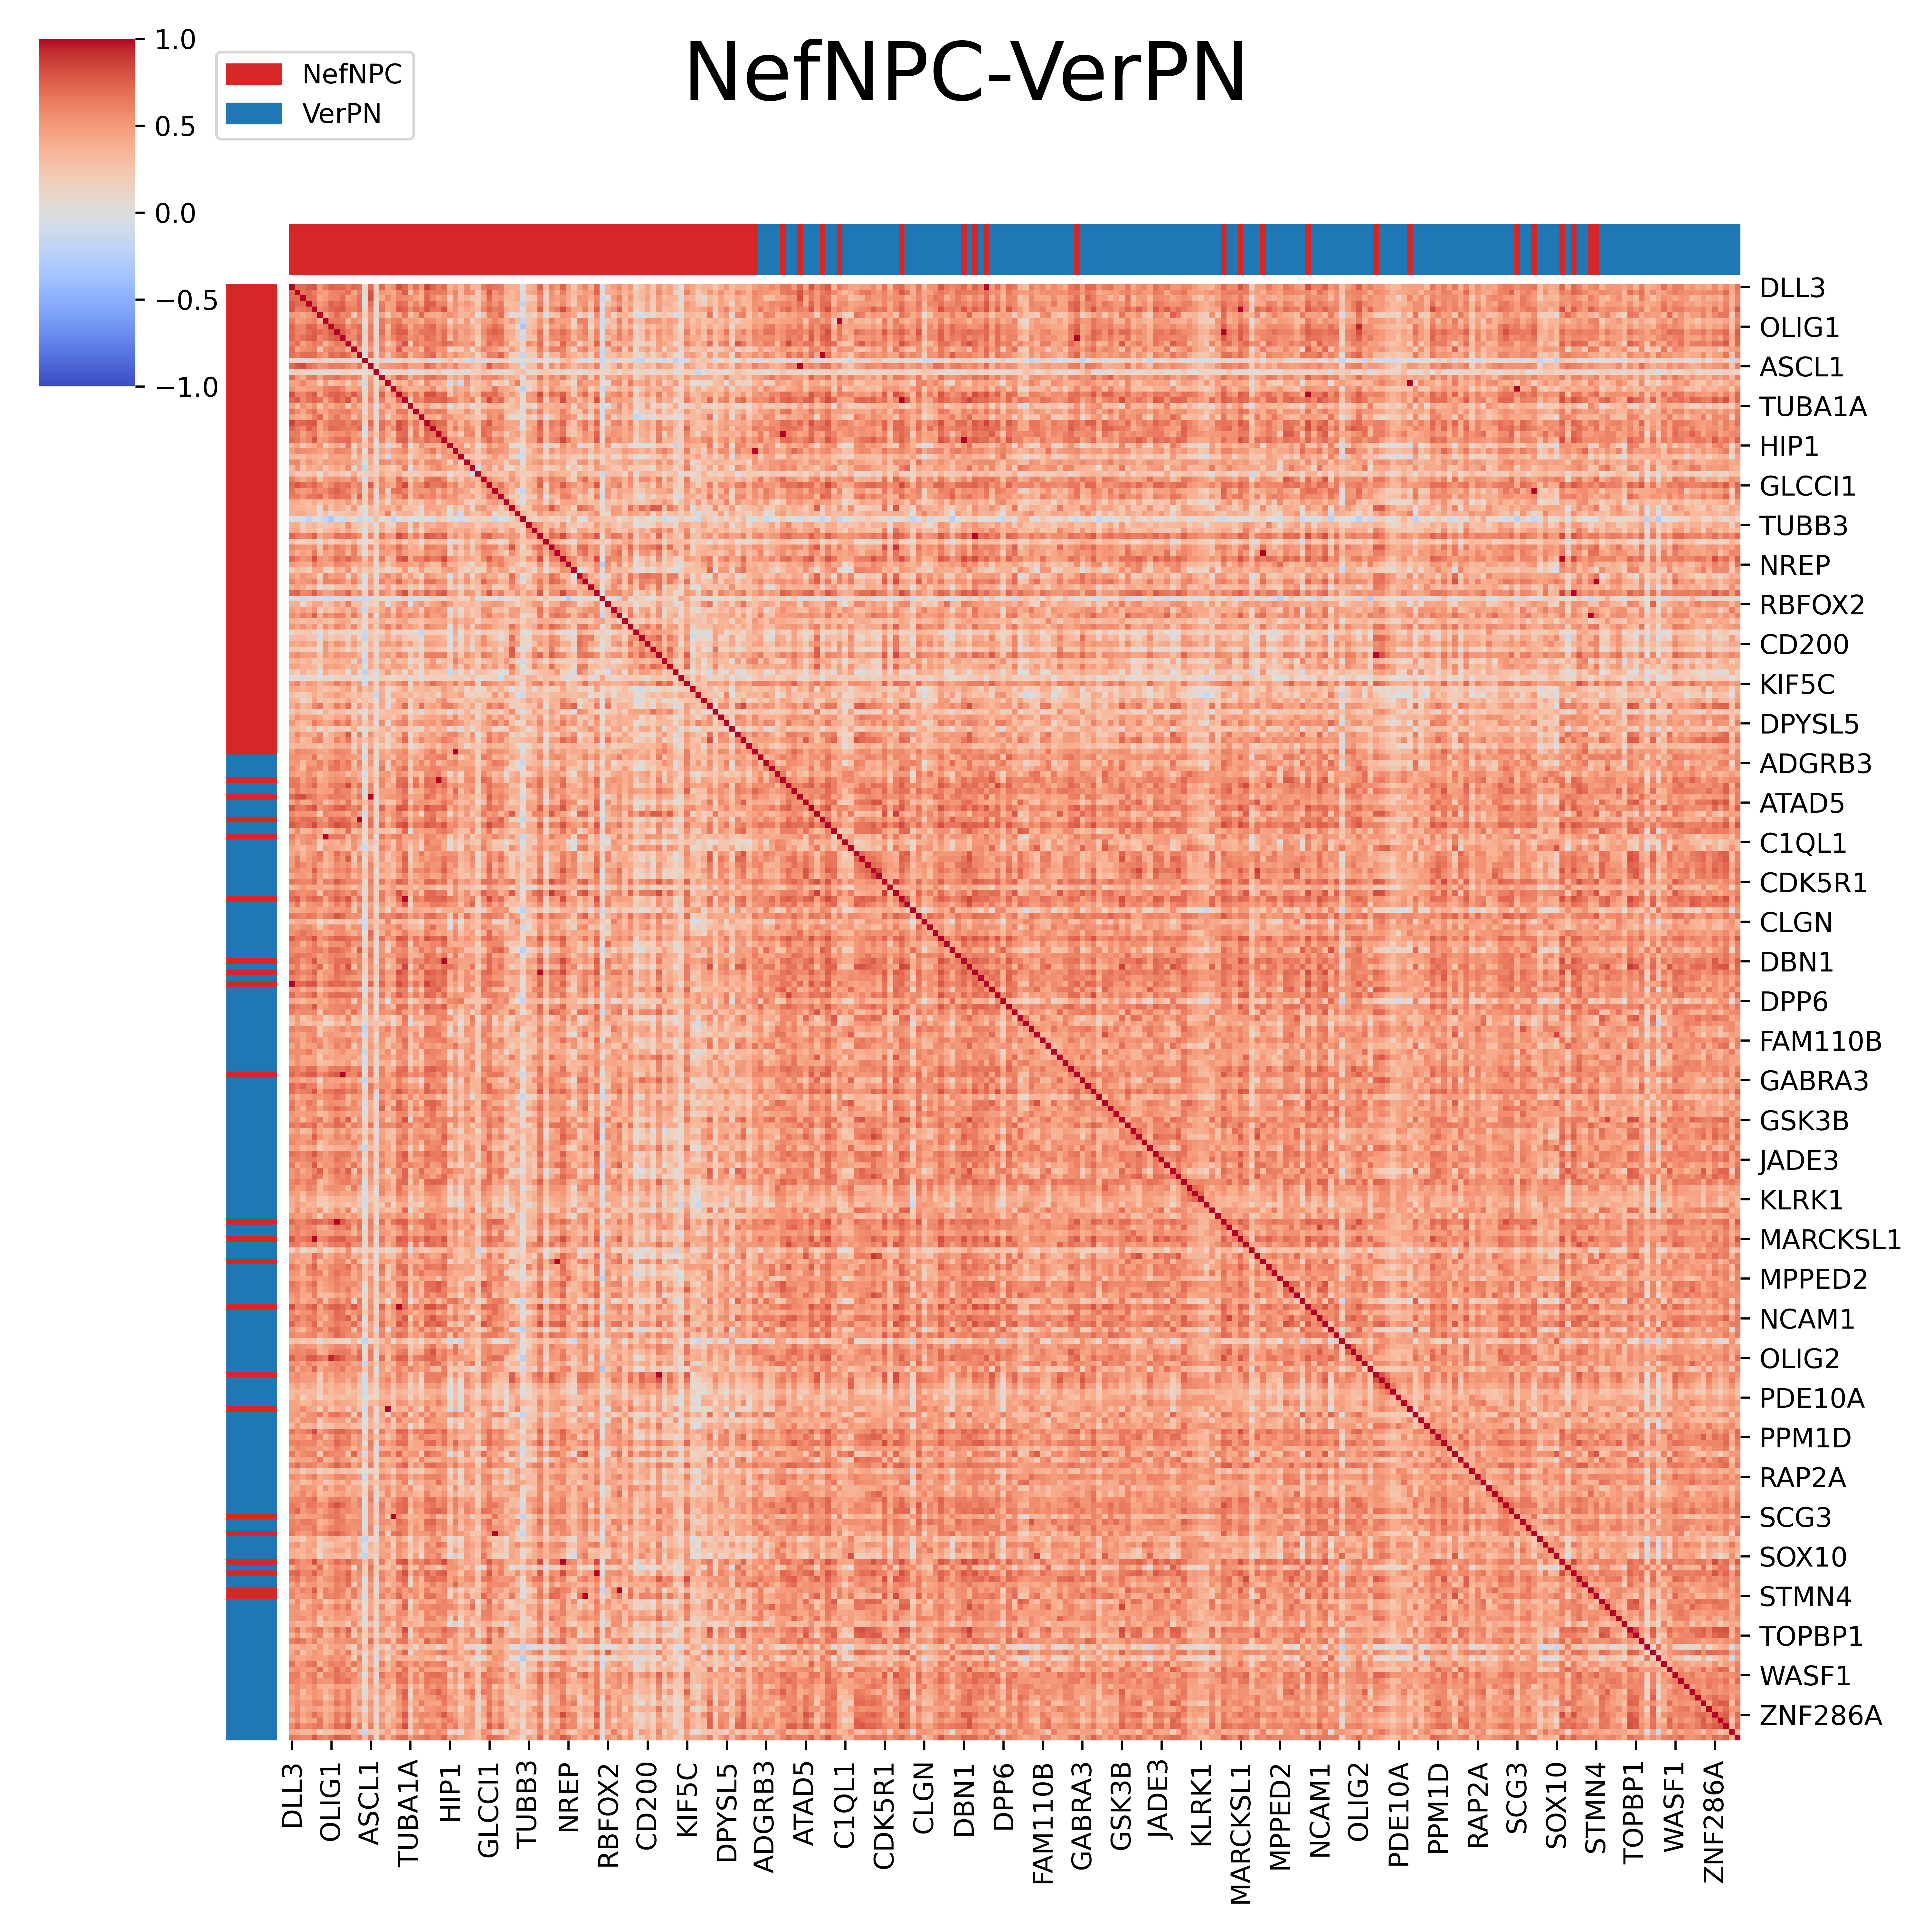 NefNPC-VerPN
1.0
0.5
0.0
−0.5
−1.0
NefNPC
VerPN
DLL3
OLIG1
ASCL1
TUBA1A
HIP1
GLCCI1
TUBB3
NREP
RBFOX2
CD200
KIF5C
DPYSL5
ADGRB3
ATAD5
C1QL1
CDK5R1
CLGN
DBN1
DPP6
FAM110B
GABRA3
GSK3B
JADE3
KLRK1
MARCKSL1
MPPED2
NCAM1
OLIG2
PDE10A
PPM1D
RAP2A
SCG3
SOX10
STMN4
TOPBP1
WASF1
ZNF286A
DLL3
OLIG1
ASCL1
TUBA1A
HIP1
GLCCI1
TUBB3
NREP
RBFOX2
CD200
KIF5C
DPYSL5
ADGRB3
ATAD5
C1QL1
CDK5R1
CLGN
DBN1
DPP6
FAM110B
GABRA3
GSK3B
JADE3
KLRK1
MARCKSL1
MPPED2
NCAM1
OLIG2
PDE10A
PPM1D
RAP2A
SCG3
SOX10
STMN4
TOPBP1
WASF1
ZNF286A